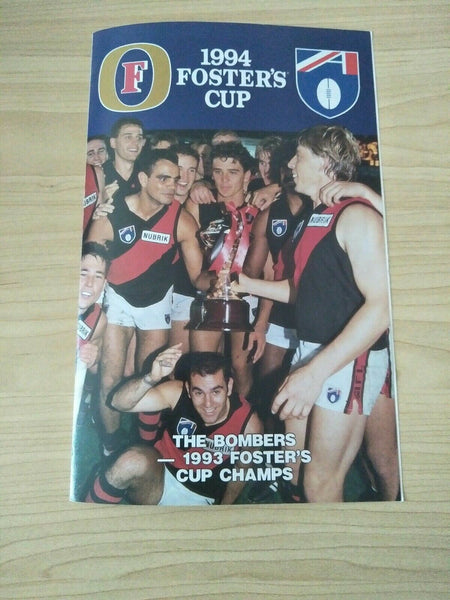 F
1994
FOSTER'S
CUP
NUBRIK
NUBRIK
THE BOMBERS
— 1993 FOSTER'S
CUP CHAMPS